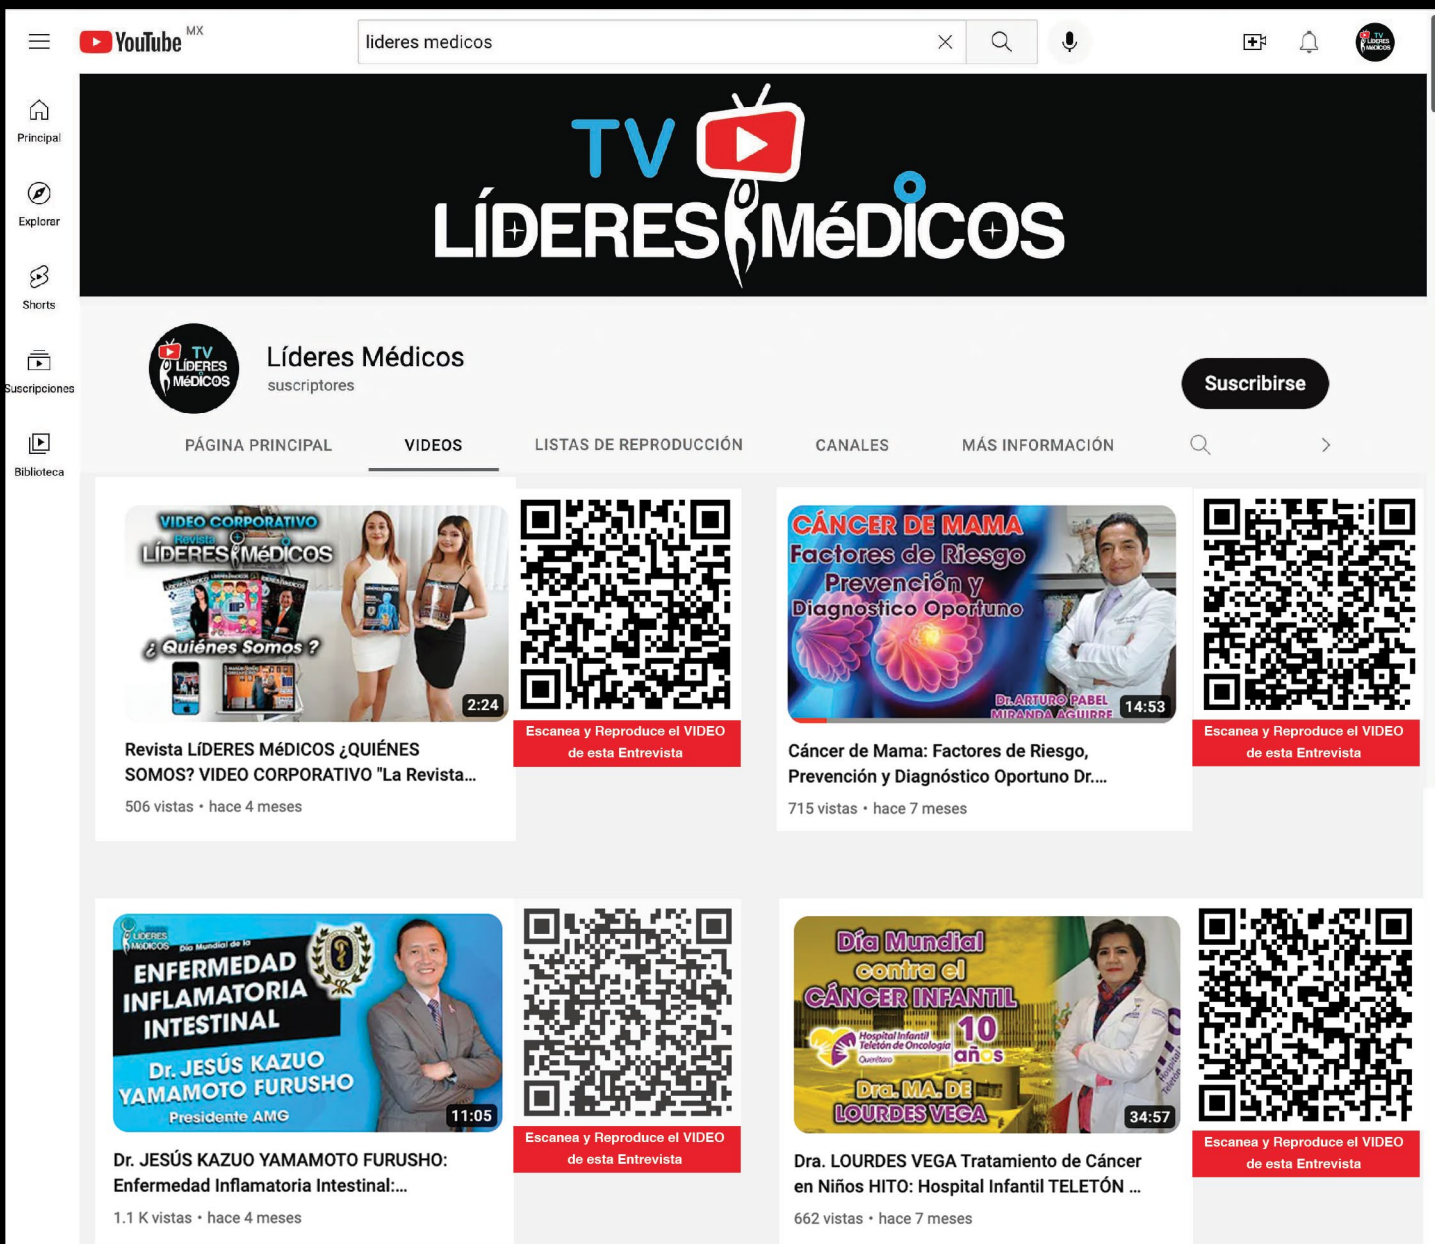 YouTube MX
lideres medicos
TV
LÍDERES MéDICOS
Principal
Explorar
Shorts
Suscripciones
Biblioteca
TV
LÍDERES
MéDICOS
Líderes Médicos
suscriptores
Suscribirse
PÁGINA PRINCIPAL
VIDEOS
LISTAS DE REPRODUCCIÓN
CANALES
MÁS INFORMACIÓN
VIDEO CORPORATIVO
Revista
LÍDERES MéDICOS
¿ Quiénes Somos ?
2:24
Escanea y Reproduce el VIDEO
de esta Entrevista
Revista LíDERES MéDICOS ¿QUIÉNES
SOMOS? VIDEO CORPORATIVO "La Revista...
506 vistas • hace 4 meses
CÁNCER DE MAMA
Factores de Riesgo
Prevención y
Diagnostico Oportuno
Dr. ARTURO PABEL
MIRANDA AGUIRRE
14:53
Escanea y Reproduce el VIDEO
de esta Entrevista
Cáncer de Mama: Factores de Riesgo,
Prevención y Diagnóstico Oportuno Dr....
715 vistas • hace 7 meses
LÍDERES
MéDICOS
Día Mundial de la
ENFERMEDAD
INFLAMATORIA
INTESTINAL
Dr. JESÚS KAZUO
YAMAMOTO FURUSHO
Presidente AMG
11:05
Escanea y Reproduce el VIDEO
de esta Entrevista
Dr. JESÚS KAZUO YAMAMOTO FURUSHO:
Enfermedad Inflamatoria Intestinal:...
1.1 K vistas • hace 4 meses
Día Mundial
contra el
CÁNCER INFANTIL
Hospital Infantil
Teletón de Oncología
Querétaro
10
años
Dra. MA. DE
LOURDES VEGA
34:57
Escanea y Reproduce el VIDEO
de esta Entrevista
Dra. LOURDES VEGA Tratamiento de Cáncer
en Niños HITO: Hospital Infantil TELETÓN ...
662 vistas • hace 7 meses